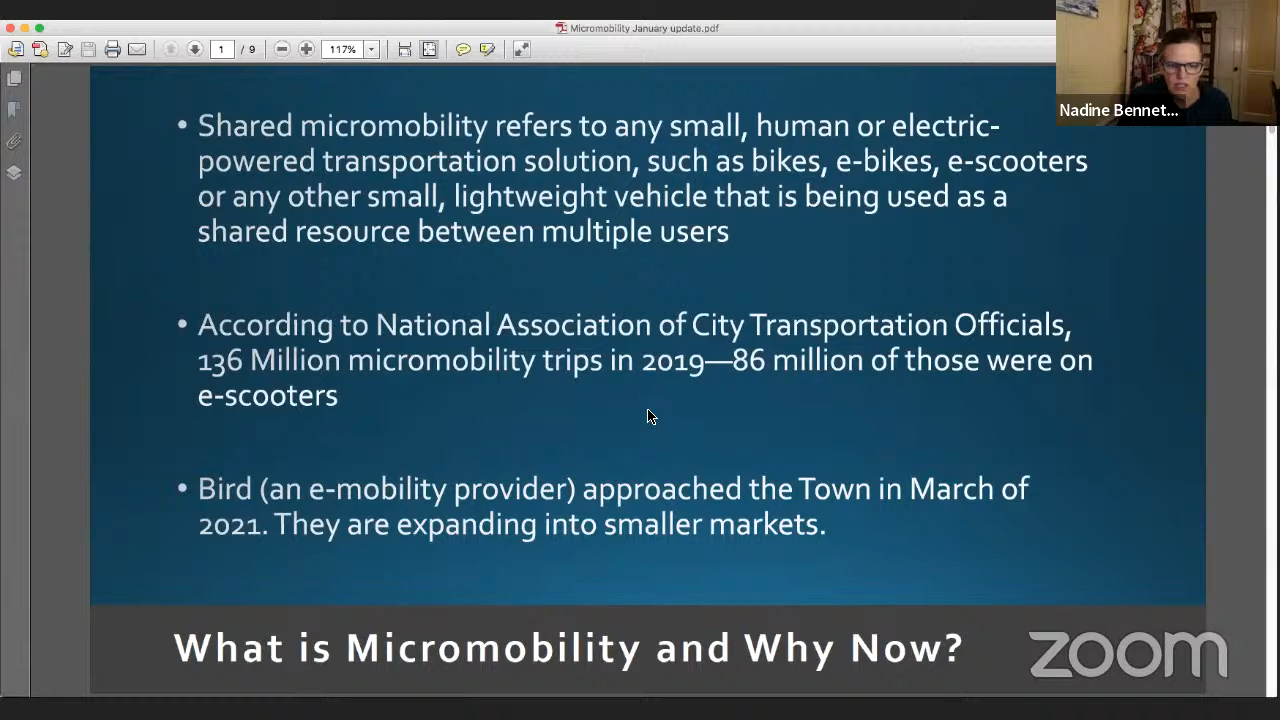 Micromobility January update.pdf
1 / 9 117%
Nadine Bennet...
• Shared micromobility refers to any small, human or electric-
powered transportation solution, such as bikes, e-bikes, e-scooters
or any other small, lightweight vehicle that is being used as a
shared resource between multiple users
• According to National Association of City Transportation Officials,
136 Million micromobility trips in 2019—86 million of those were on
e-scooters
• Bird (an e-mobility provider) approached the Town in March of
2021. They are expanding into smaller markets.
What is Micromobility and Why Now?
zoom